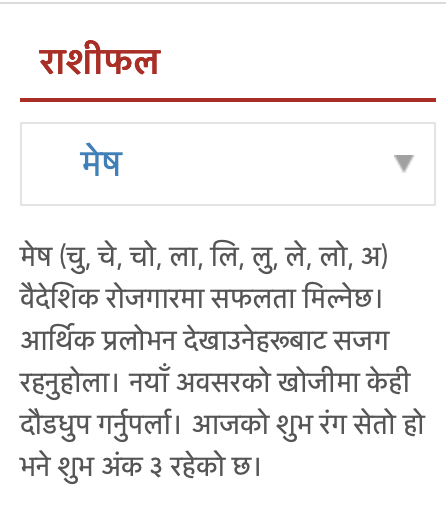 राशीफल
मेष
मेष (चु, चे, चो, ला, लि, लु, ले, लो, अ)
वैदेशिक रोजगारमा सफलता मिल्नेछ।
आर्थिक प्रलोभन देखाउनेहरूबाट सजग
रहनुहोला। नयाँ अवसरको खोजीमा केही
दौडधुप गर्नुपर्ला। आजको शुभ रंग सेतो हो
भने शुभ अंक ३ रहेको छ।